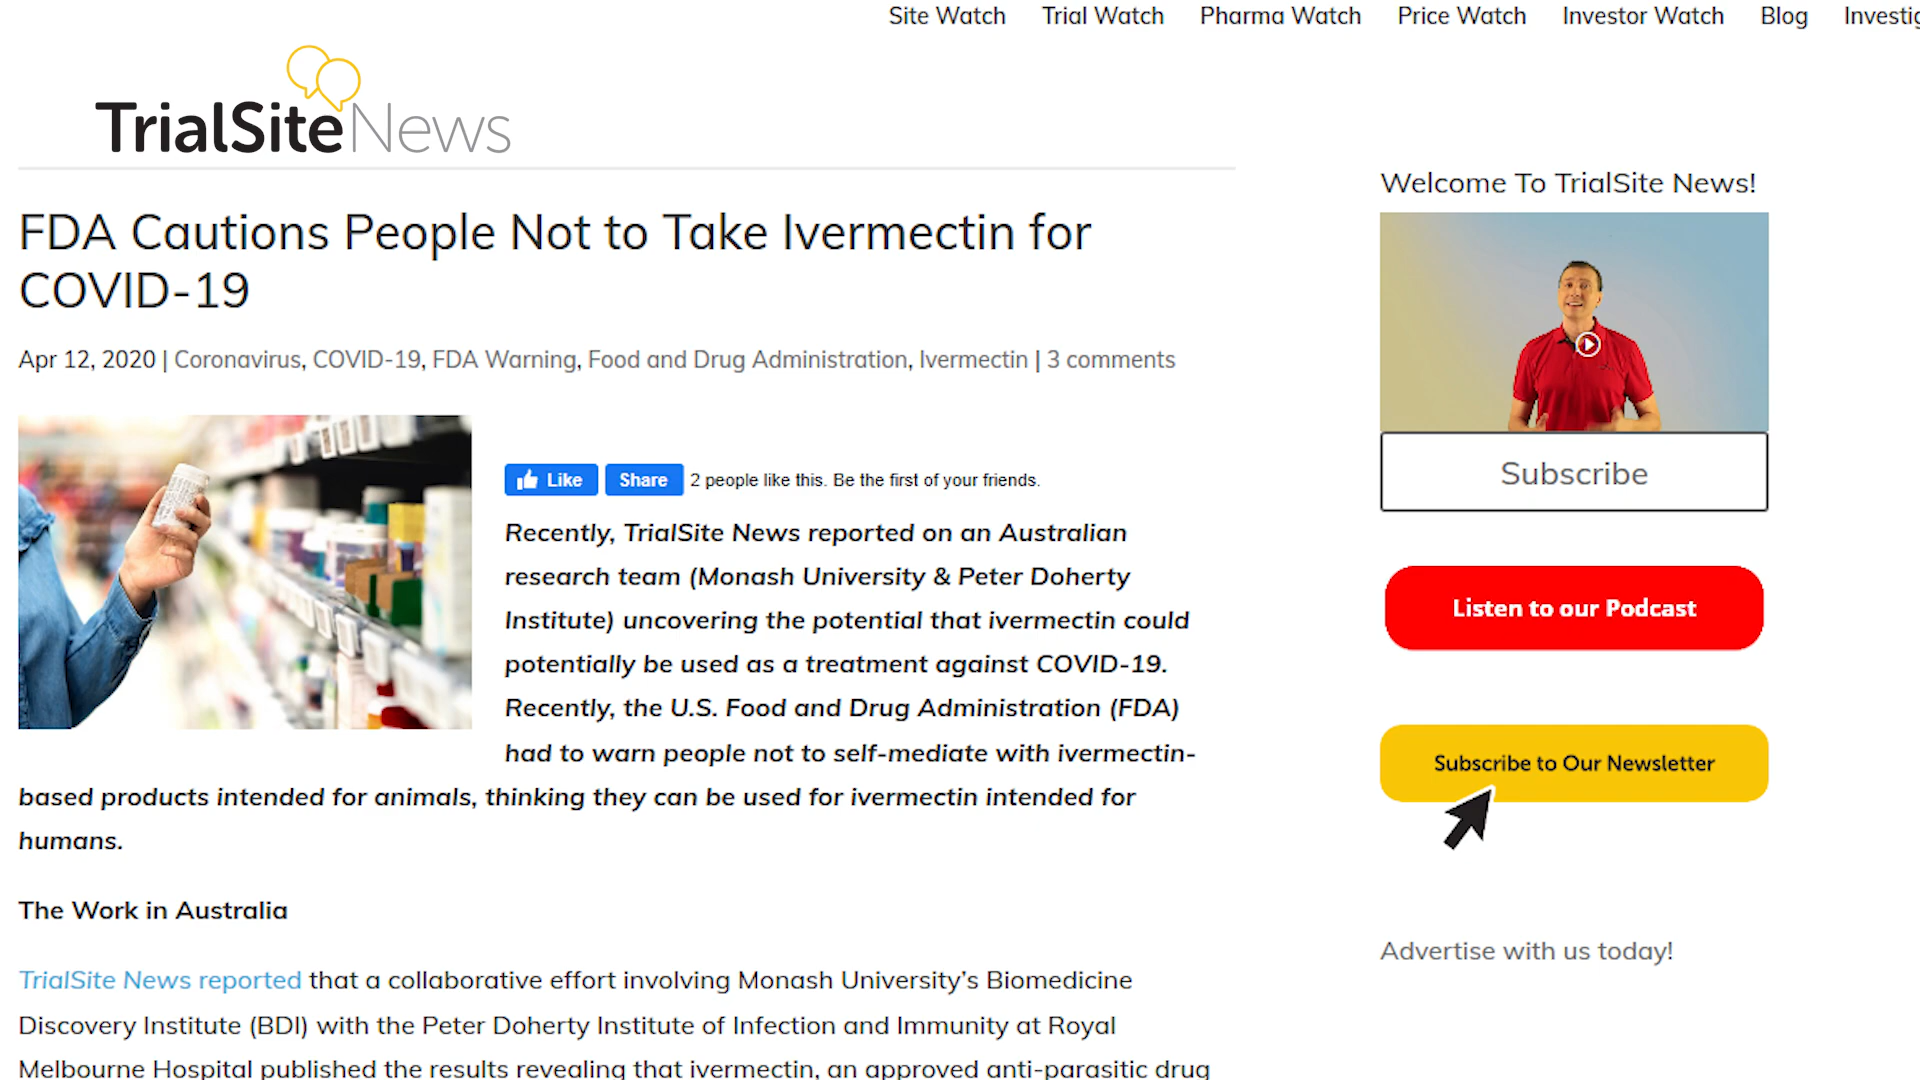 Site Watch Trial Watch Pharma Watch Price Watch Investor Watch Blog
TrialSiteNews
FDA Cautions People Not to Take Ivermectin for
COVID-19
Apr 12, 2020 | Coronavirus, COVID-19, FDA Warning, Food and Drug Administration, Ivermectin | 3 comments
Like Share 2 people like this. Be the first of your friends.
Recently, TrialSite News reported on an Australian
research team (Monash University & Peter Doherty
Institute) uncovering the potential that ivermectin could
potentially be used as a treatment against COVID-19.
Recently, the U.S. Food and Drug Administration (FDA)
had to warn people not to self-mediate with ivermectin-
based products intended for animals, thinking they can be used for ivermectin intended for
humans.
The Work in Australia
TrialSite News reported that a collaborative effort involving Monash University’s Biomedicine
Discovery Institute (BDI) with the Peter Doherty Institute of Infection and Immunity at Royal
Melbourne Hospital published the results revealing that ivermectin, an approved anti-parasitic drug
Welcome To TrialSite News!
Subscribe
Listen to our Podcast
Subscribe to Our Newsletter
Advertise with us today!